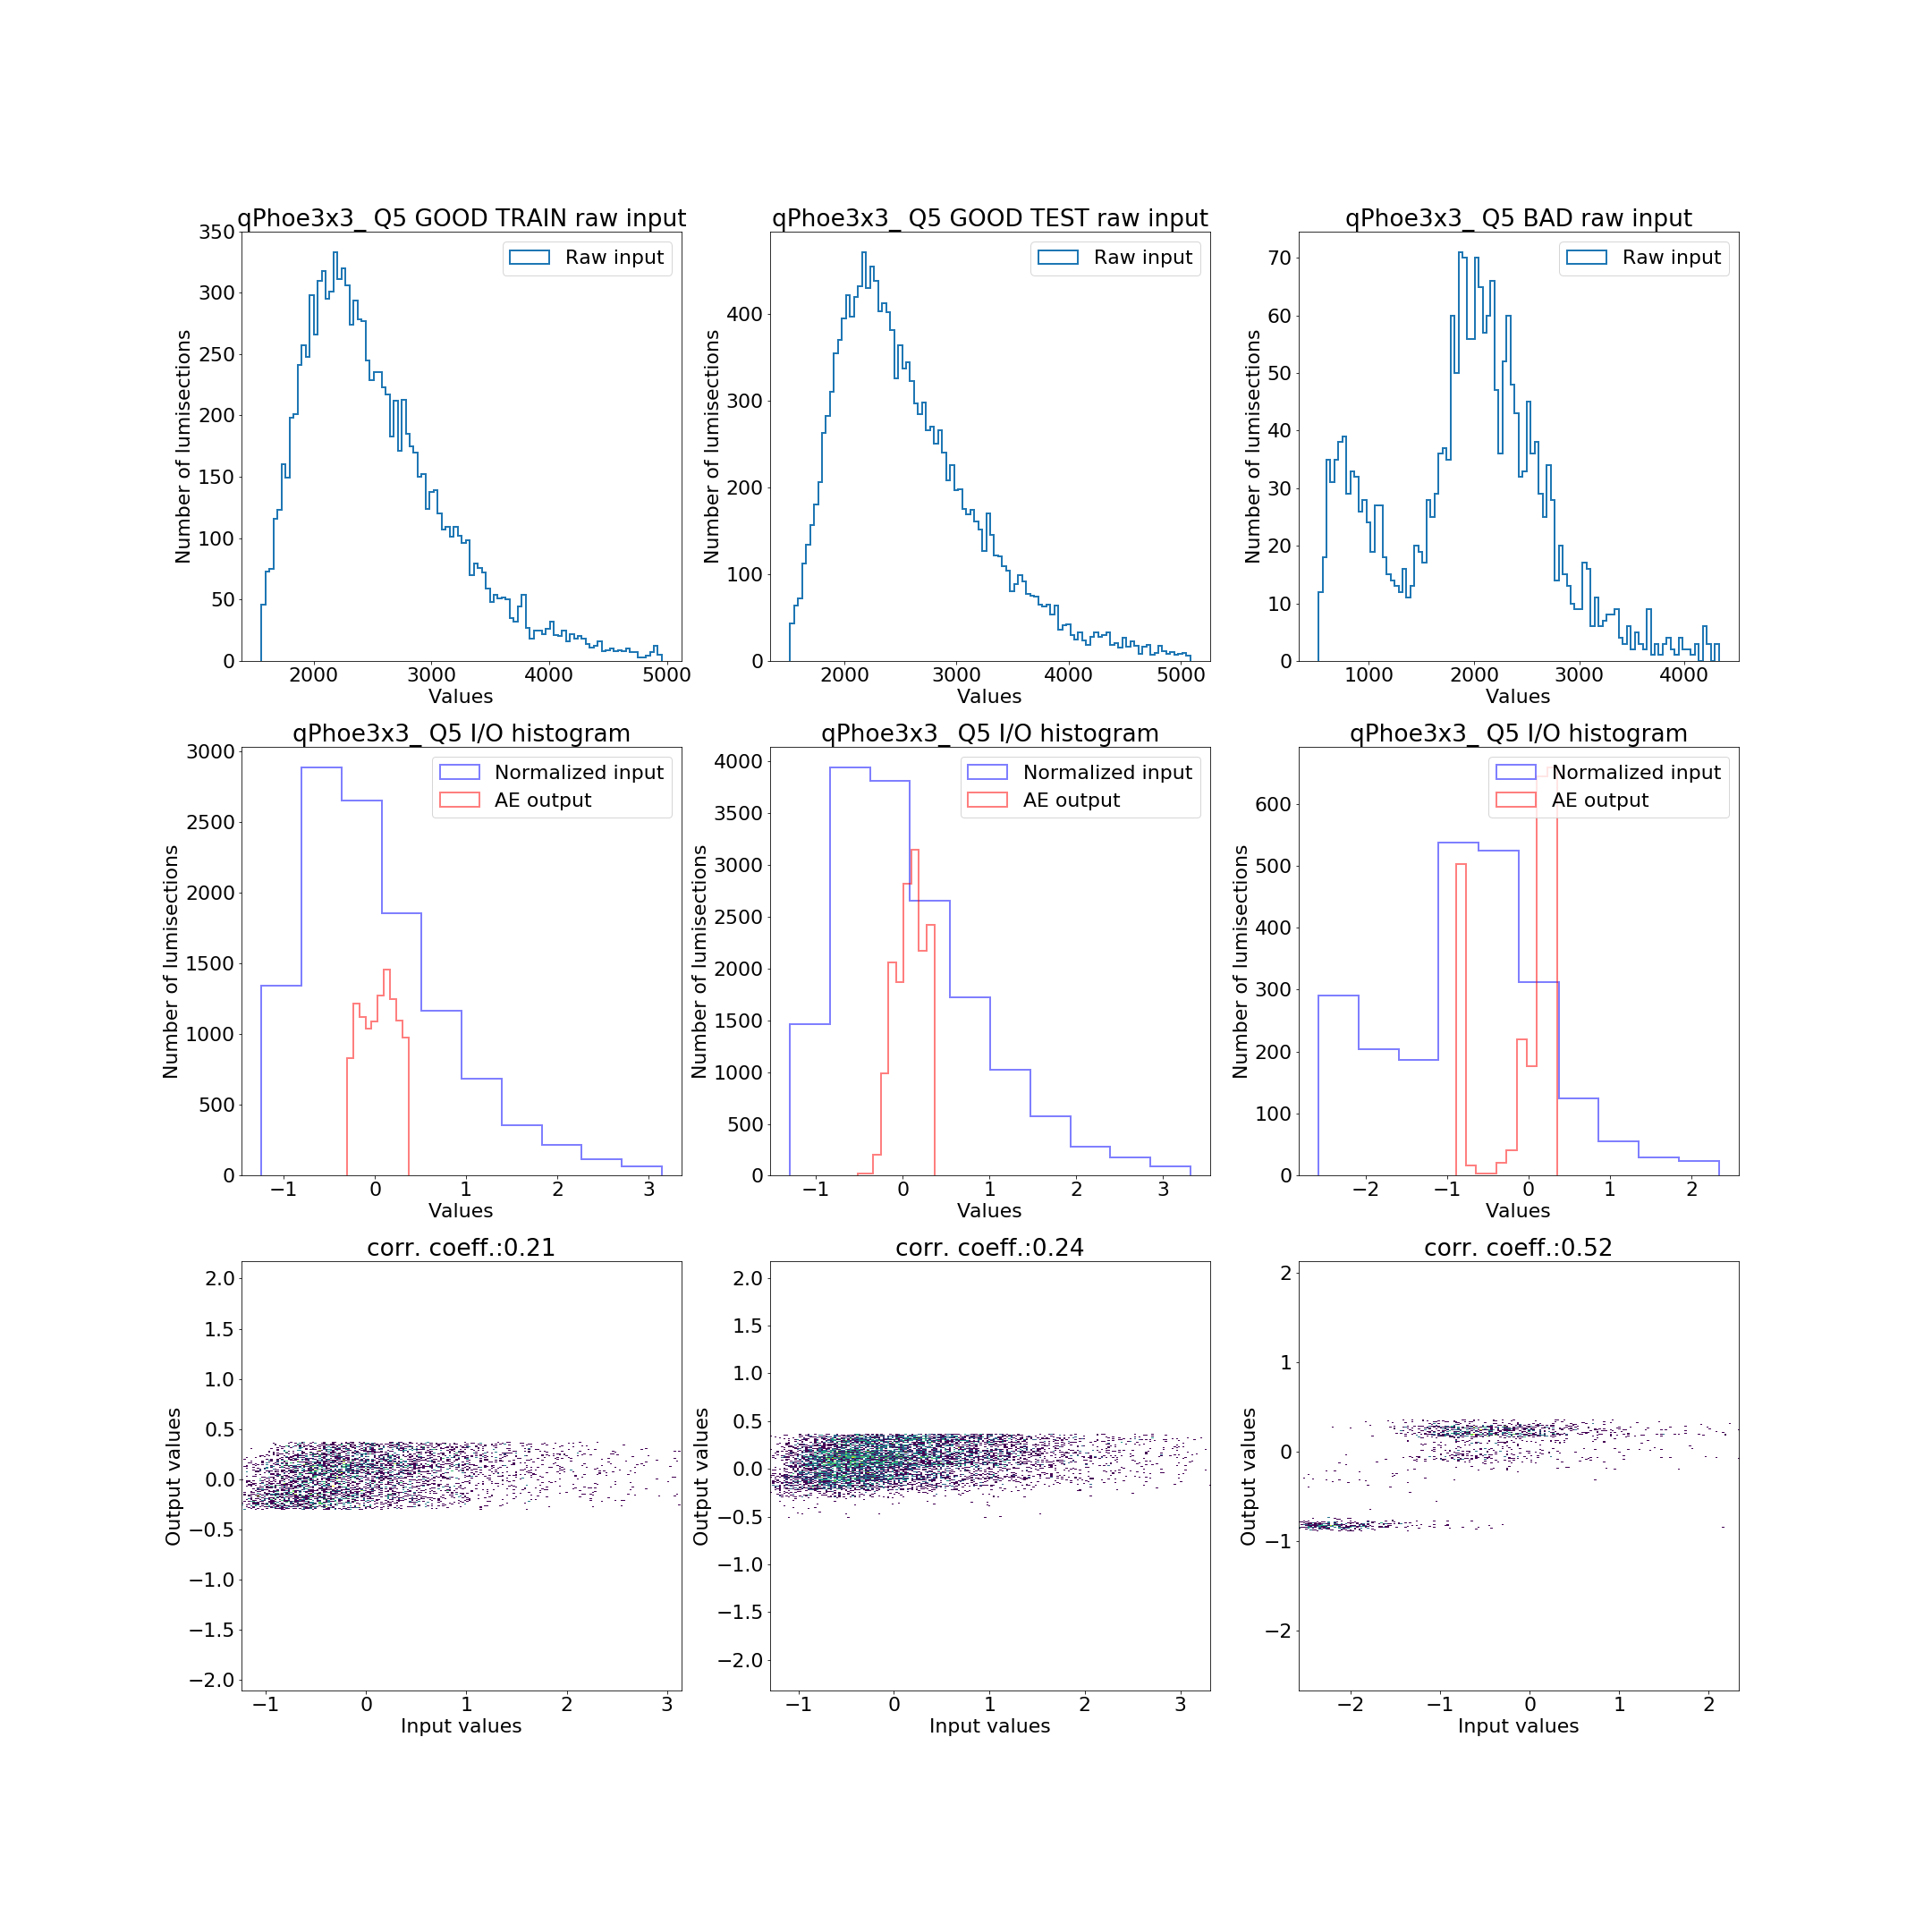 qPhoe3x3_ Q5 GOOD TRAIN raw input
350
300
250
200
150
100
50
0
Number of lumisections
Raw input
2000 3000 4000 5000
Values
qPhoe3x3_ Q5 GOOD TEST raw input
400
300
200
100
0
Number of lumisections
Raw input
2000 3000 4000 5000
Values
qPhoe3x3_ Q5 BAD raw input
70
60
50
40
30
20
10
0
Number of lumisections
Raw input
1000 2000 3000 4000
Values
qPhoe3x3_ Q5 I/O histogram
3000
2500
2000
1500
1000
500
0
Number of lumisections
Normalized input
AE output
−1 0 1 2 3
Values
qPhoe3x3_ Q5 I/O histogram
4000
3500
3000
2500
2000
1500
1000
500
0
Number of lumisections
Normalized input
AE output
−1 0 1 2 3
Values
qPhoe3x3_ Q5 I/O histogram
600
500
400
300
200
100
0
Number of lumisections
Normalized input
AE output
−2 −1 0 1 2
Values
corr. coeff.:0.21
2.0
1.5
1.0
0.5
0.0
−0.5
−1.0
−1.5
−2.0
Output values
−1 0 1 2 3
Input values
corr. coeff.:0.24
2.0
1.5
1.0
0.5
0.0
−0.5
−1.0
−1.5
−2.0
Output values
−1 0 1 2 3
Input values
corr. coeff.:0.52
2
1
0
−1
−2
Output values
−2 −1 0 1 2
Input values